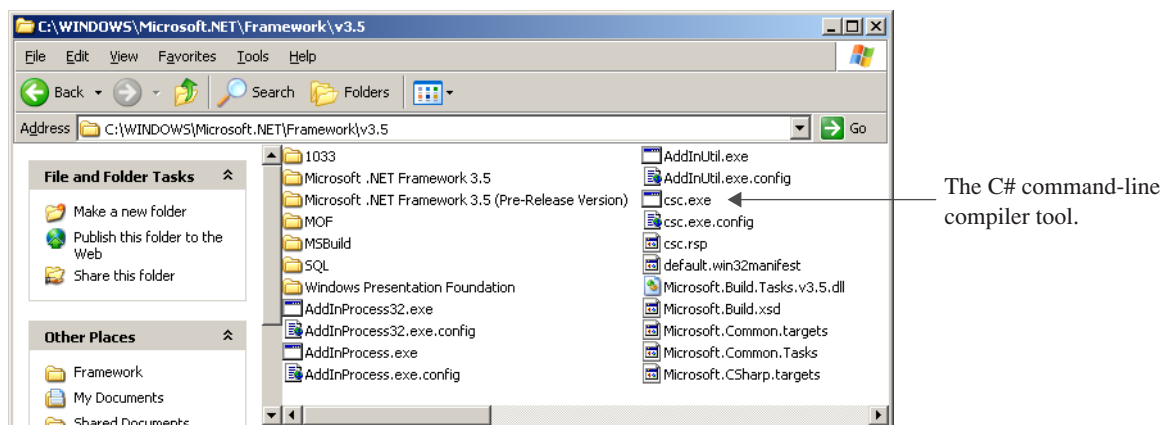 C:\WINDOWS\Microsoft.NET\Framework\v3.5
File Edit View Favorites Tools Help
Back Search Folders
Address C:\WINDOWS\Microsoft.NET\Framework\v3.5 Go
File and Folder Tasks
Make a new folder
Publish this folder to the
Web
Share this folder
Other Places
Framework
My Documents
Shared Documents
1033
Microsoft .NET Framework 3.5
Microsoft .NET Framework 3.5 (Pre-Release Version)
MOF
MSBuild
SQL
Windows Presentation Foundation
AddInProcess32.exe
AddInProcess32.exe.config
AddInProcess.exe
AddInProcess.exe.config
AddInUtil.exe
AddInUtil.exe.config
csc.exe
csc.exe.config
csc.rsp
default.win32manifest
Microsoft.Build.Tasks.v3.5.dll
Microsoft.Build.xsd
Microsoft.Common.targets
Microsoft.Common.Tasks
Microsoft.CSharp.targets
The C# command-line
compiler tool.